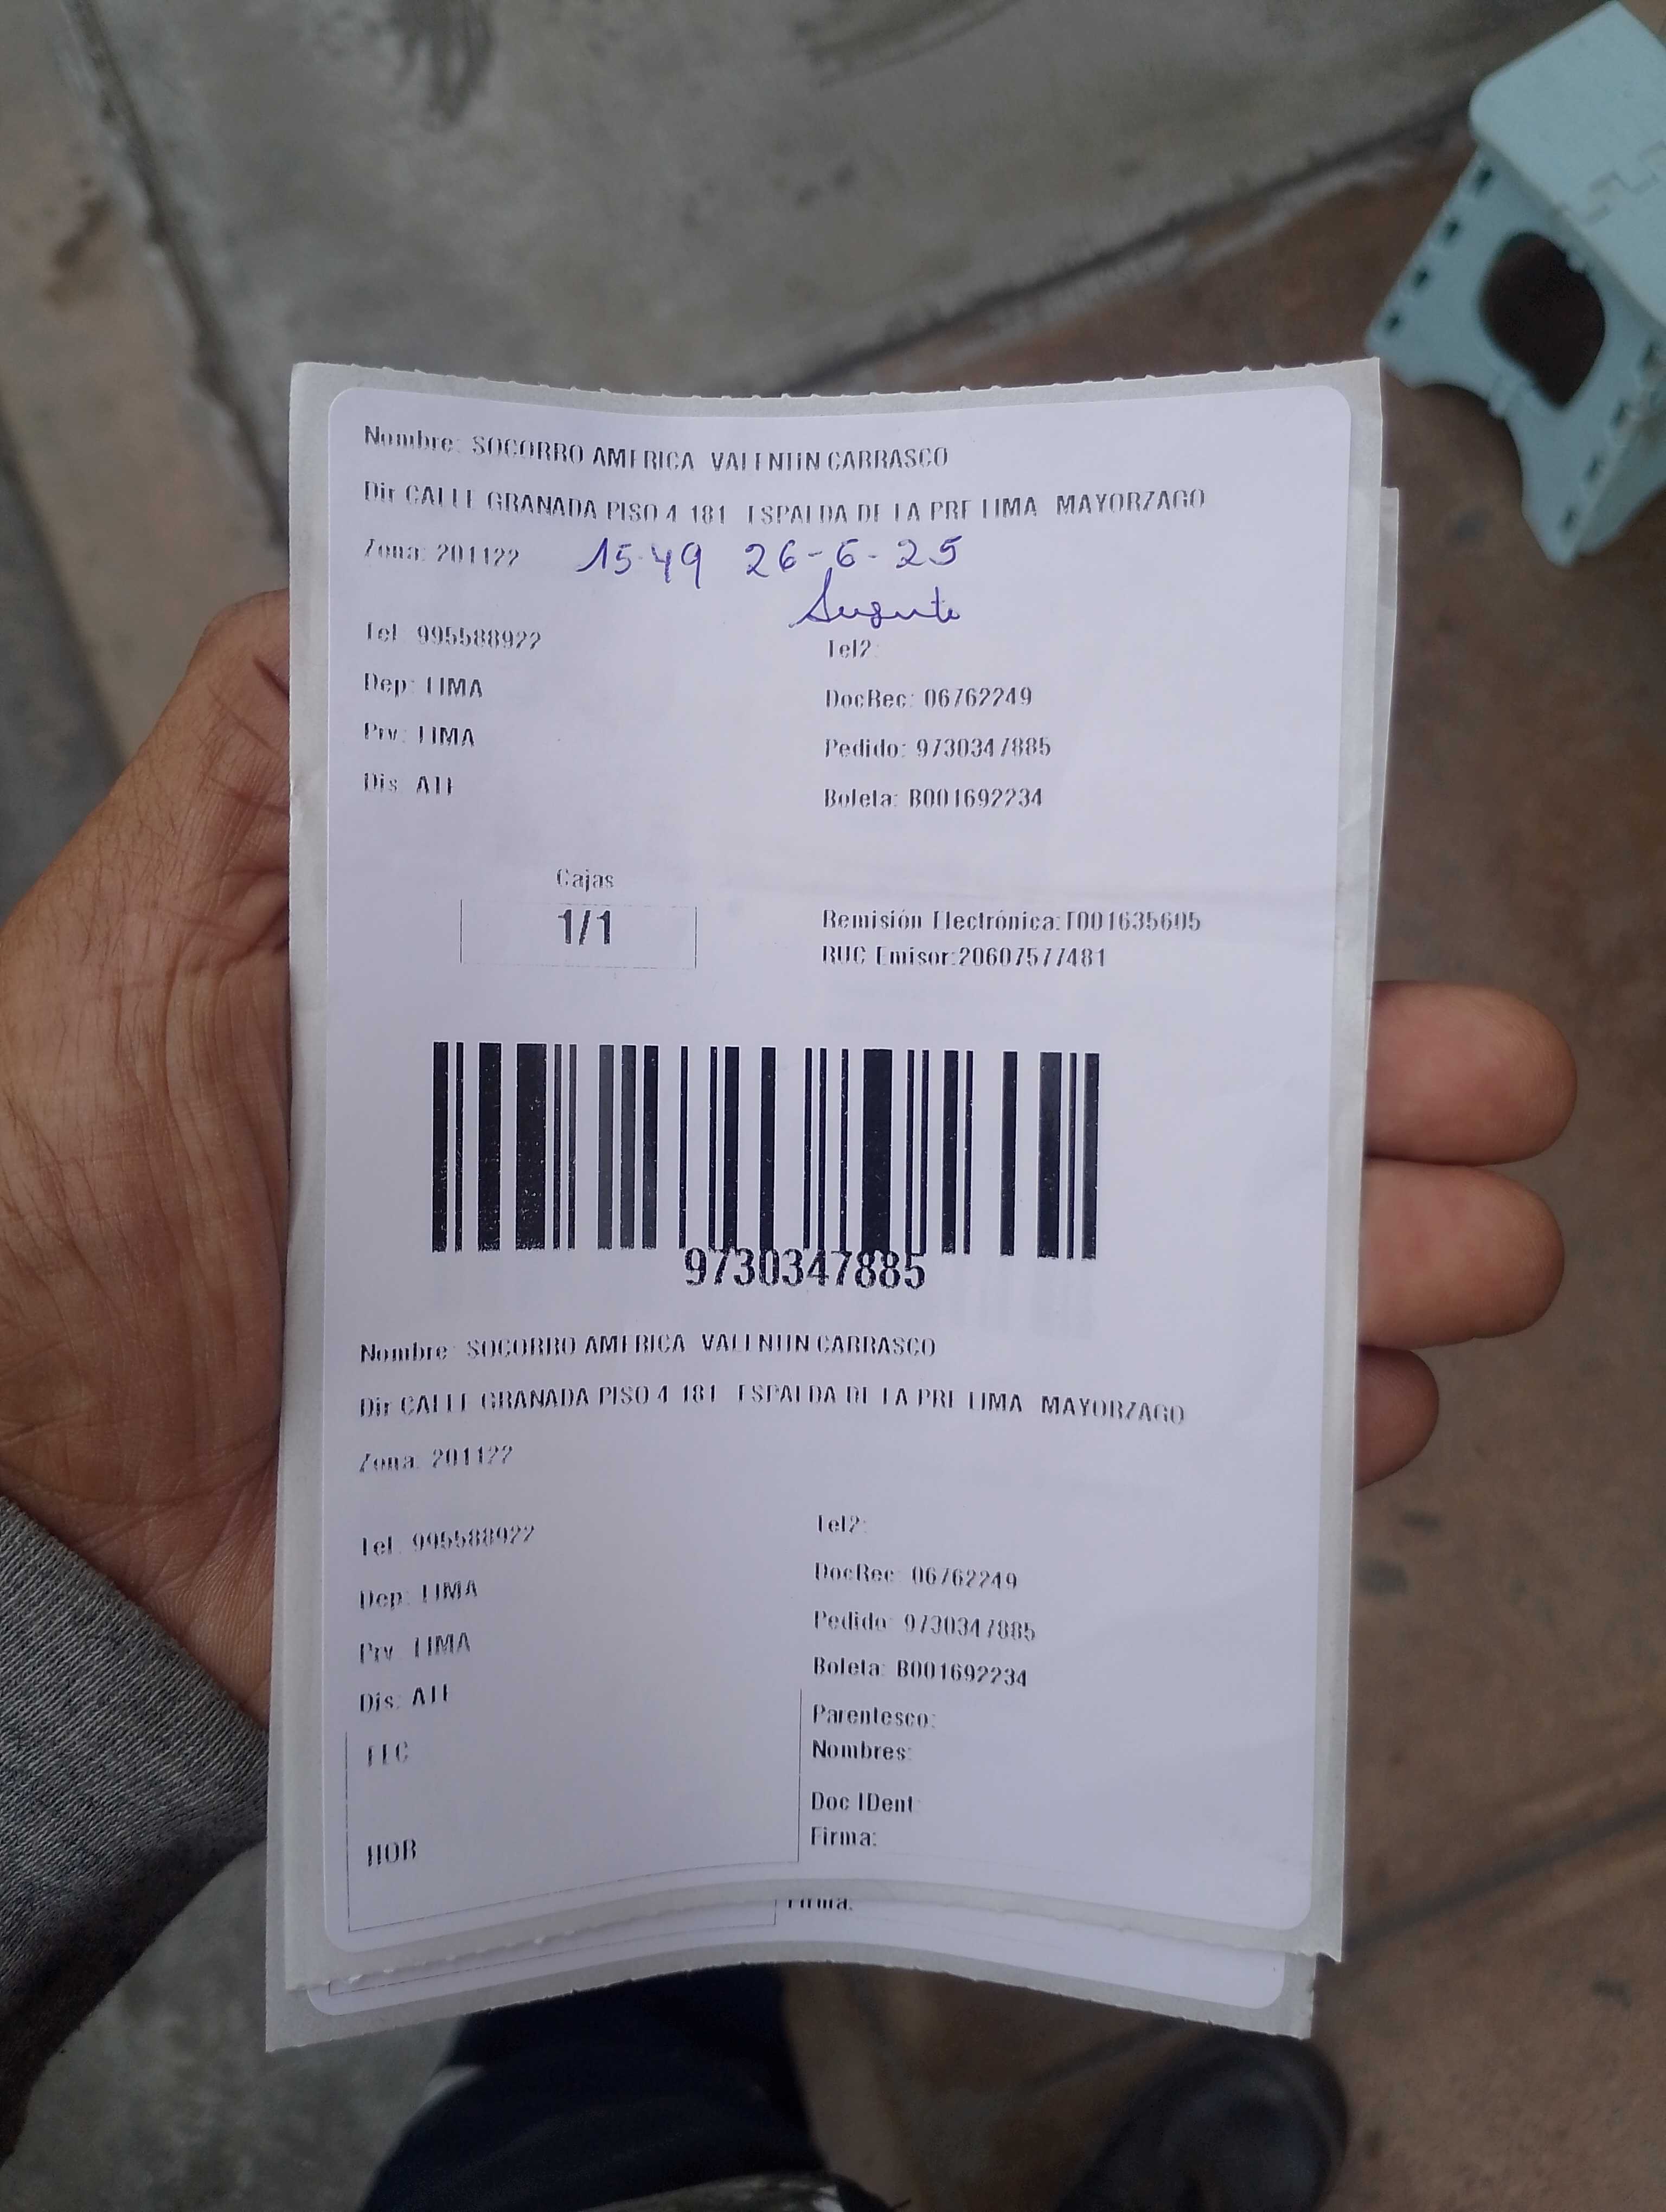 Nombre: SOCORRO AMERICA VALENTIN CARRASCO
Dir CALLE GRANADA PISO 4 181 ESPALDA DE LA PRE LIMA MAYORZAGO
Zona: 201122 15:49 26-6-25
Tel: 995588922 Tel2:
Dep: LIMA DocRec: 06762249
Prv: LIMA Pedido: 9730347885
Dis: ATE Boleta: B001692234
Cajas
1/1
Remisión Electrónica:T001635605
RUC Emisor:20607577481
9730347885
Nombre: SOCORRO AMERICA VALENTIN CARRASCO
Dir CALLE GRANADA PISO 4 181 ESPALDA DE LA PRE LIMA MAYORZAGO
Zona: 201122
Tel: 995588922 Tel2:
Dep: LIMA DocRec: 06762249
Prv: LIMA Pedido: 9730347885
Dis: ATE Boleta: B001692234
FEC Parentesco:
Nombres:
Doc IDent
HOR Firma:
Firma: